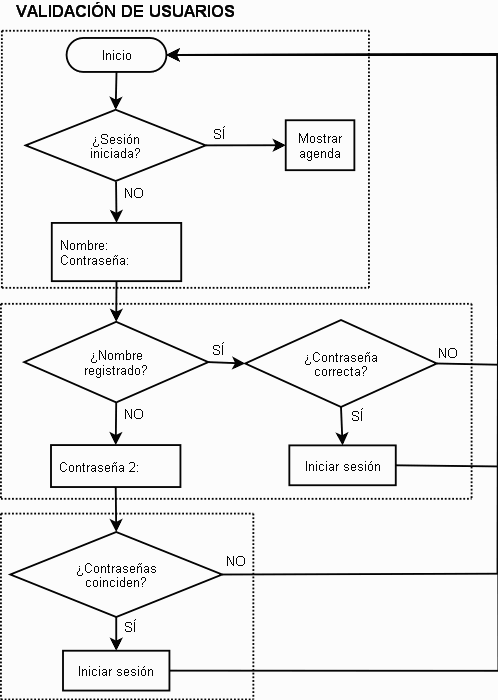 VALIDACIÓN DE USUARIOS
Inicio
¿Sesión
iniciada?
SÍ
Mostrar
agenda
NO
Nombre:
Contraseña:
¿Nombre
registrado?
SÍ
¿Contraseña
correcta?
NO
NO
SÍ
Contraseña 2:
Iniciar sesión
¿Contraseñas
coinciden?
NO
SÍ
Iniciar sesión